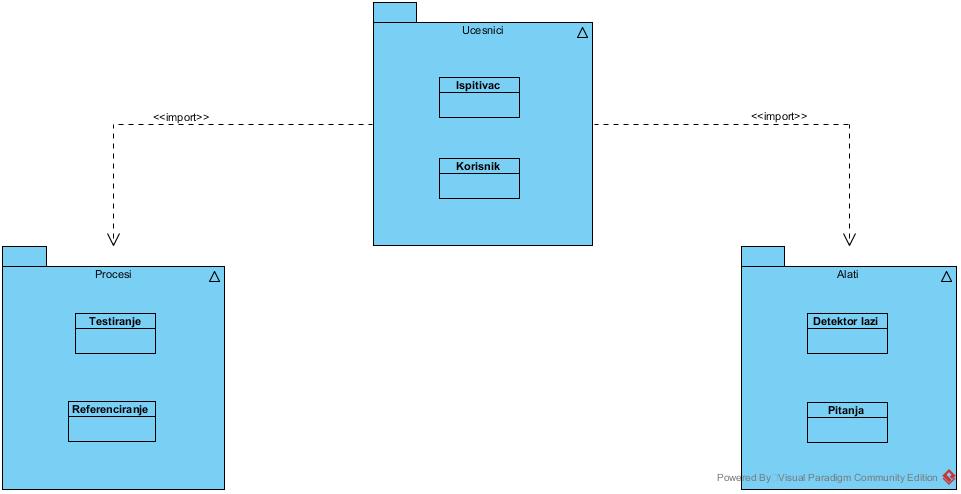 Ucesnici
Ispitivac
<<import>>
<<import>>
Korisnik
Procesi
Alati
Testiranje
Detektor lazi
Referenciranje
Pitanja
Powered By Visual Paradigm Community Edition